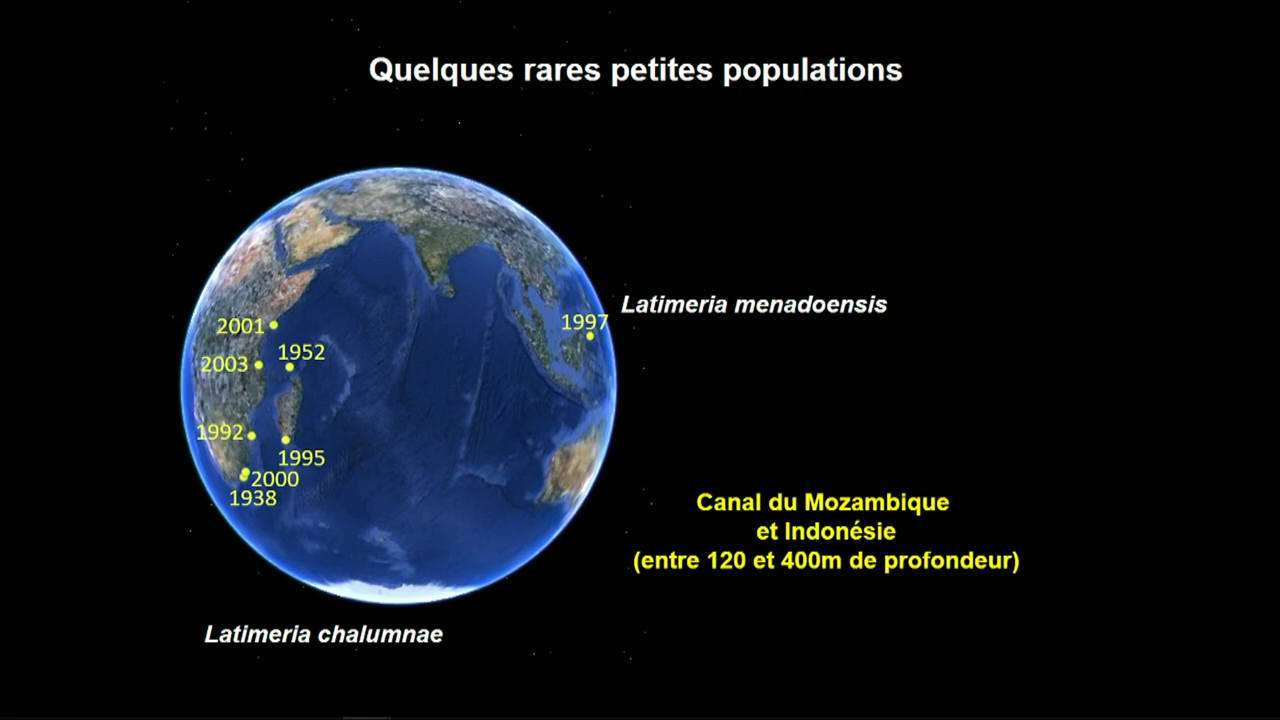 Quelques rares petites populations
Latimeria menadoensis
1997
2001
1952
2003
1992
1995
2000
1938
Canal du Mozambique
et Indonésie
(entre 120 et 400m de profondeur)
Latimeria chalumnae